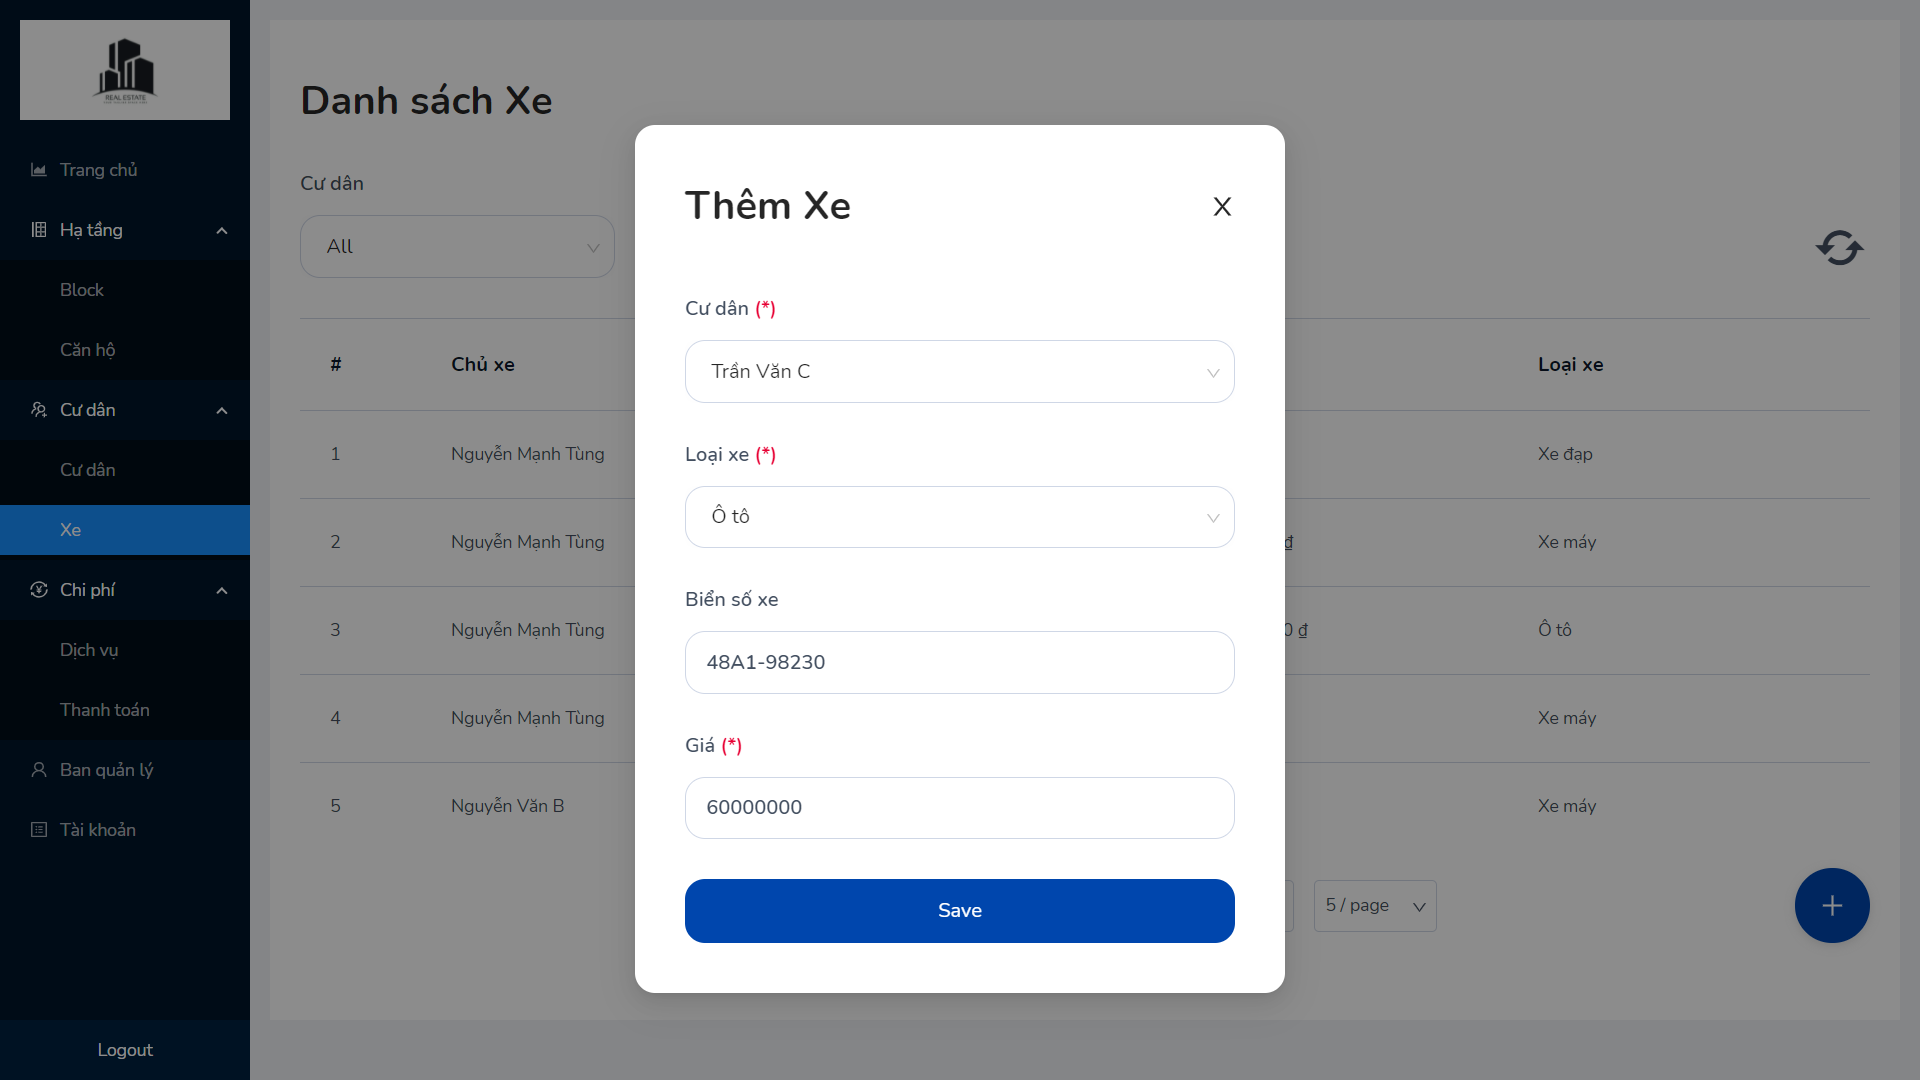 REAL ESTATE
Trang chủ
Hạ tầng
Block
Căn hộ
Cư dân
Cư dân
Xe
Chi phí
Dịch vụ
Thanh toán
Ban quản lý
Tài khoản
Logout
Danh sách Xe
Cư dân
All
# Chủ xe Loại xe
1 Nguyễn Mạnh Tùng Xe đạp
2 Nguyễn Mạnh Tùng ₫ Xe máy
3 Nguyễn Mạnh Tùng 0 ₫ Ô tô
4 Nguyễn Mạnh Tùng Xe máy
5 Nguyễn Văn B Xe máy
5 / page
Thêm Xe
X
Cư dân (*)
Trần Văn C
Loại xe (*)
Ô tô
Biển số xe
48A1-98230
Giá (*)
60000000
Save